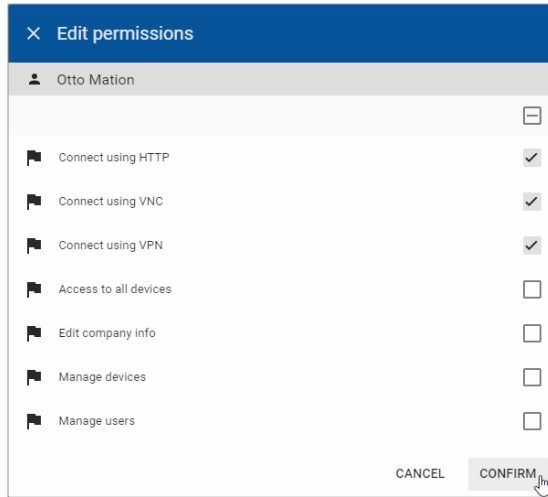 Edit permissions
Otto Mation
Connect using HTTP
Connect using VNC
Connect using VPN
Access to all devices
Edit company info
Manage devices
Manage users
CANCEL CONFIRM